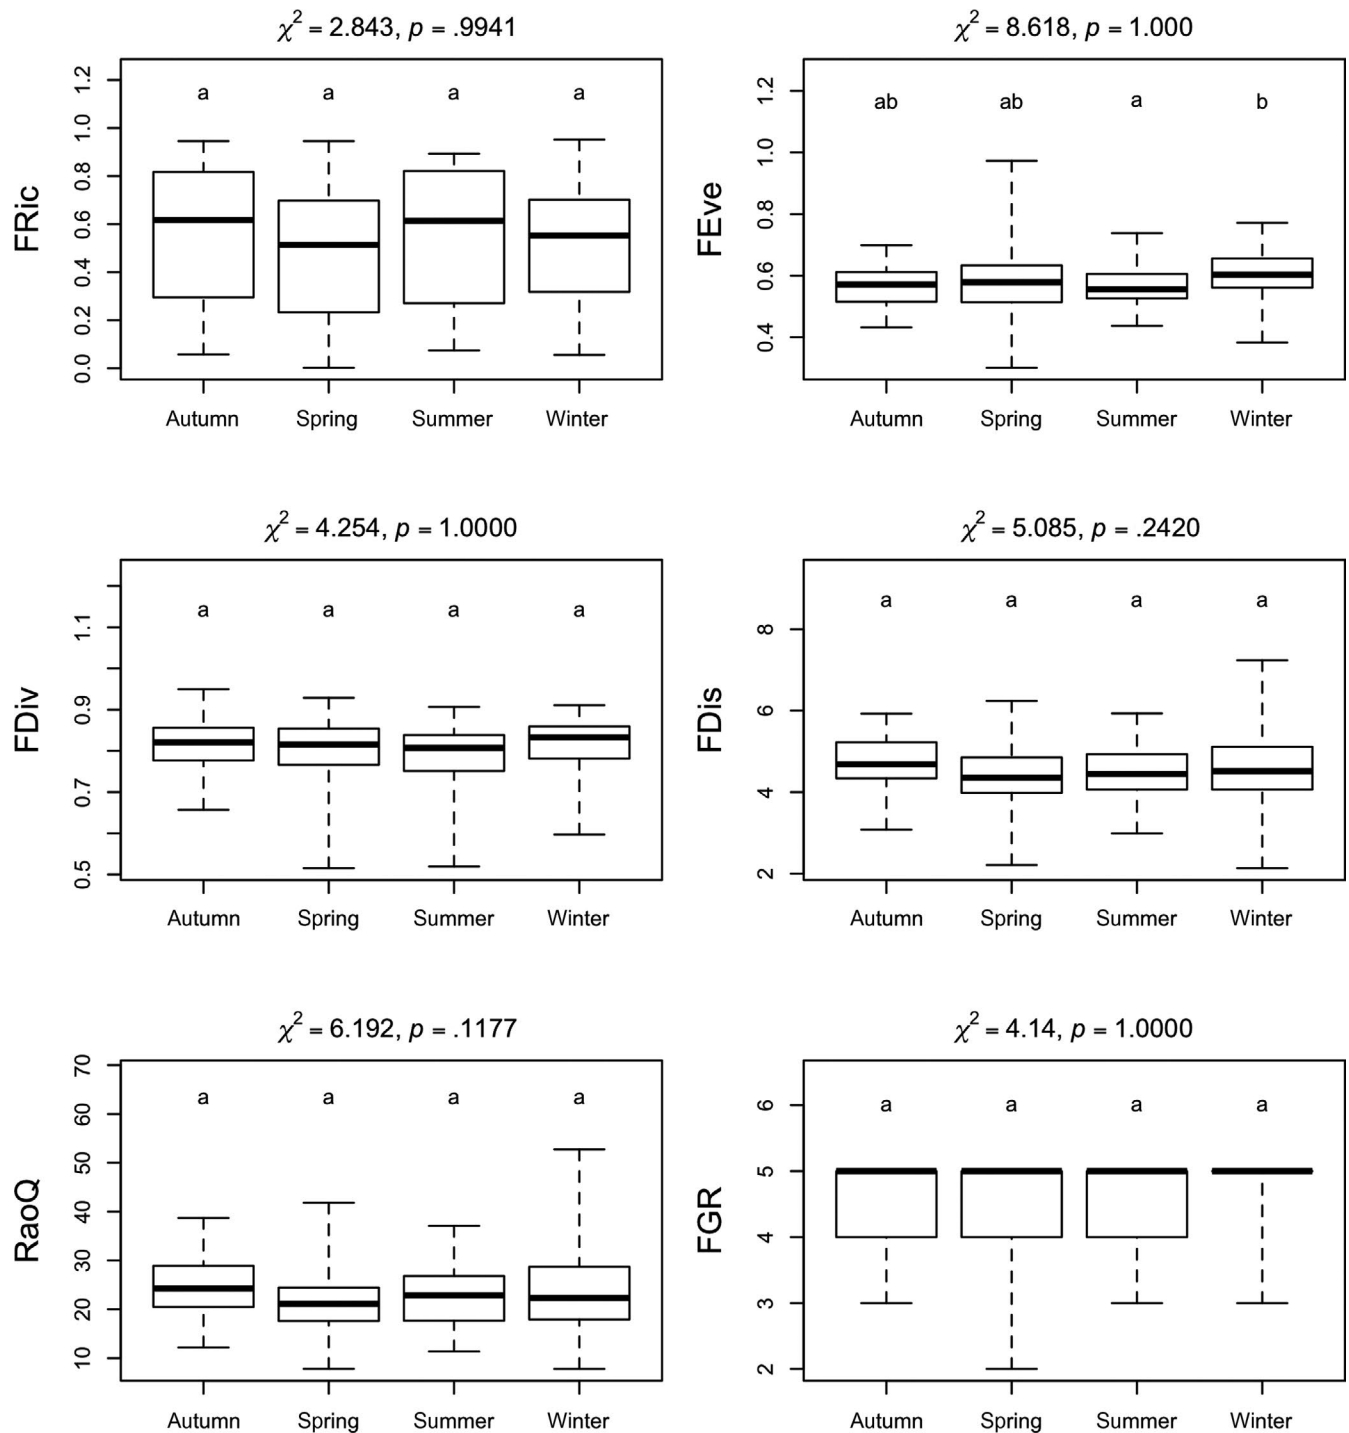 χ² = 2.843, p = .9941
FRic
1.2
1.0
0.8
0.6
0.4
0.2
0.0
a a a a
Autumn Spring Summer Winter
χ² = 8.618, p = 1.000
FEve
1.2
1.0
0.8
0.6
0.4
ab ab a b
Autumn Spring Summer Winter
χ² = 4.254, p = 1.0000
FDiv
1.1
0.9
0.7
0.5
a a a a
Autumn Spring Summer Winter
χ² = 5.085, p = .2420
FDis
8
6
4
2
a a a a
Autumn Spring Summer Winter
χ² = 6.192, p = .1177
RaoQ
70
60
50
40
30
20
10
a a a a
Autumn Spring Summer Winter
χ² = 4.14, p = 1.0000
FGR
6
5
4
3
2
a a a a
Autumn Spring Summer Winter